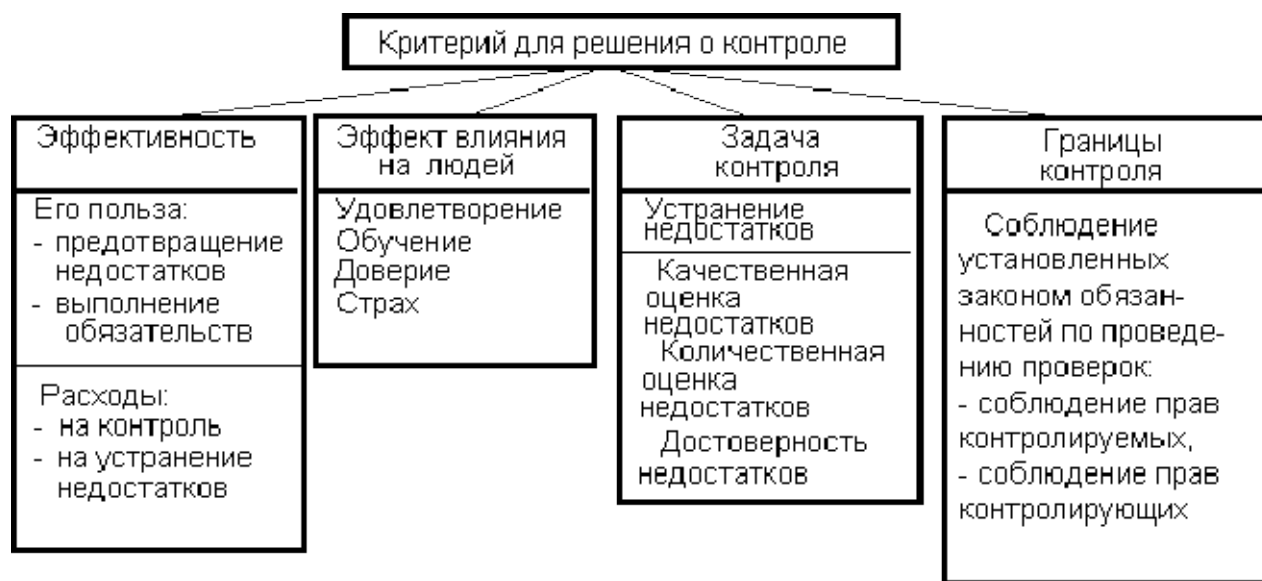 Критерий для решения о контроле
Эффективность
Его польза:
- предотвращение
недостатков
- выполнение
обязательств
Расходы:
- на контроль
- на устранение
недостатков
Эффект влияния
на людей
Удовлетворение
Обучение
Доверие
Страх
Задача
контроля
Устранение
недостатков
Качественная
оценка
недостатков
Количественная
оценка
недостатков
Достоверность
недостатков
Границы
контроля
Соблюдение
установленных
законом обязан-
ностей по проведе-
нию проверок:
- соблюдение прав
контролируемых,
- соблюдение прав
контролирующих